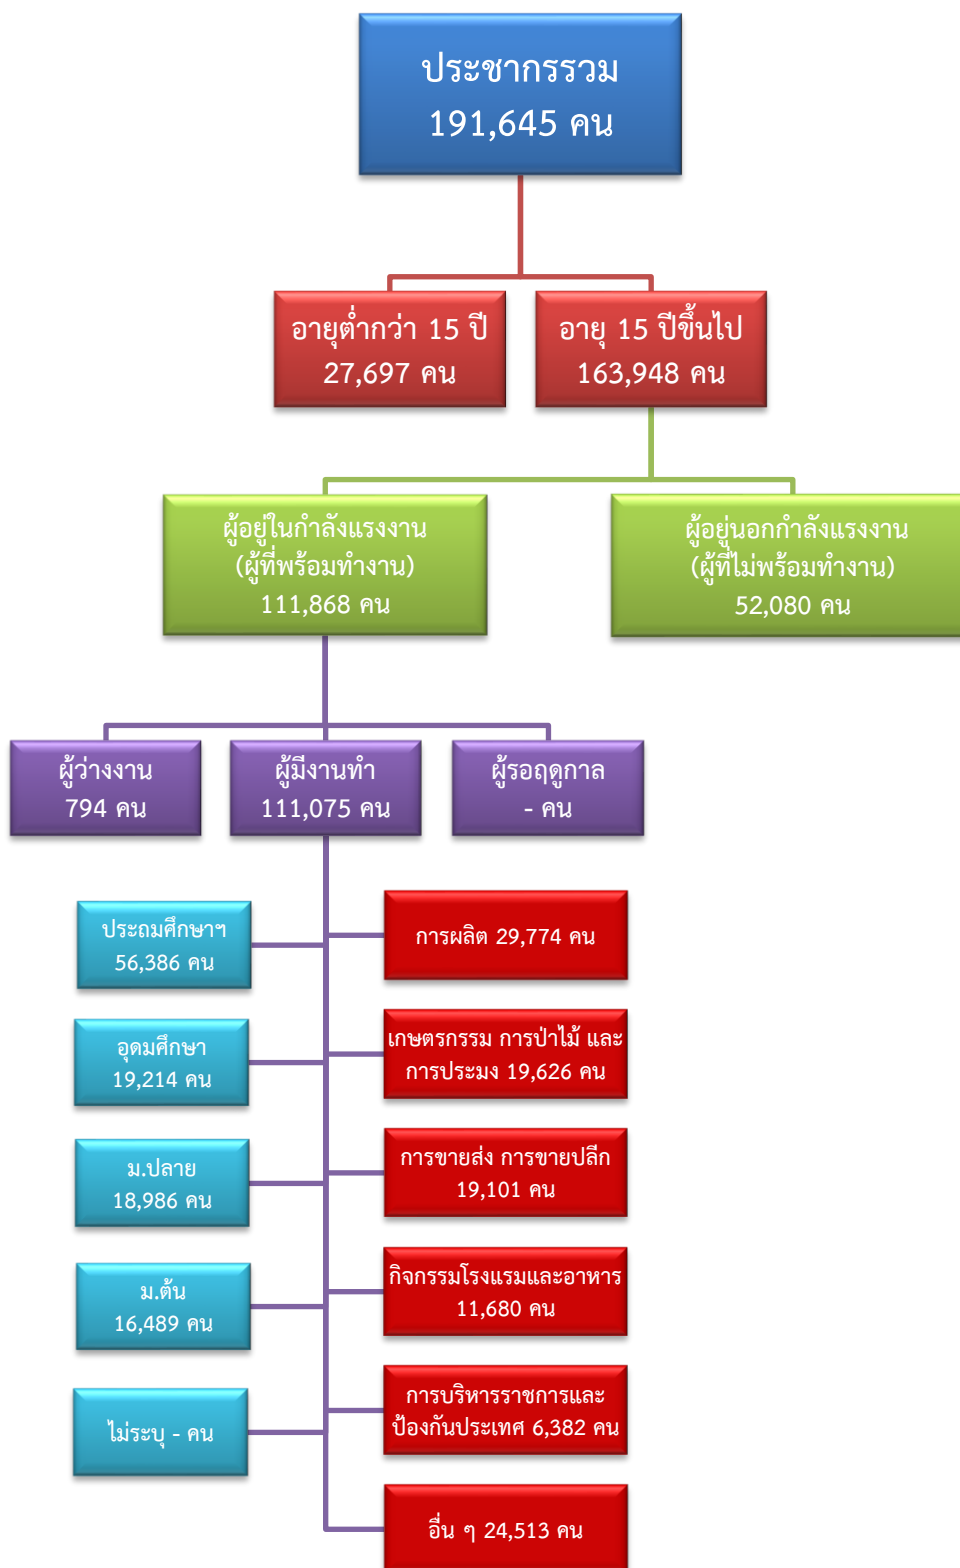 ประชากรรวม
191,645 คน
อายุต่ำกว่า 15 ปี
27,697 คน
อายุ 15 ปีขึ้นไป
163,948 คน
ผู้อยู่ในกำลังแรงงาน
(ผู้ที่พร้อมทำงาน)
111,868 คน
ผู้อยู่นอกกำลังแรงงาน
(ผู้ที่ไม่พร้อมทำงาน)
52,080 คน
ผู้ว่างงาน
794 คน
ผู้มีงานทำ
111,075 คน
ผู้รอฤดูกาล
- คน
ประถมศึกษาฯ
56,386 คน
อุดมศึกษา
19,214 คน
ม.ปลาย
18,986 คน
ม.ต้น
16,489 คน
ไม่ระบุ - คน
การผลิต 29,774 คน
เกษตรกรรม การป่าไม้ และ
การประมง 19,626 คน
การขายส่ง การขายปลีก
19,101 คน
กิจกรรมโรงแรมและอาหาร
11,680 คน
การบริหารราชการและ
ป้องกันประเทศ 6,382 คน
อื่น ๆ 24,513 คน